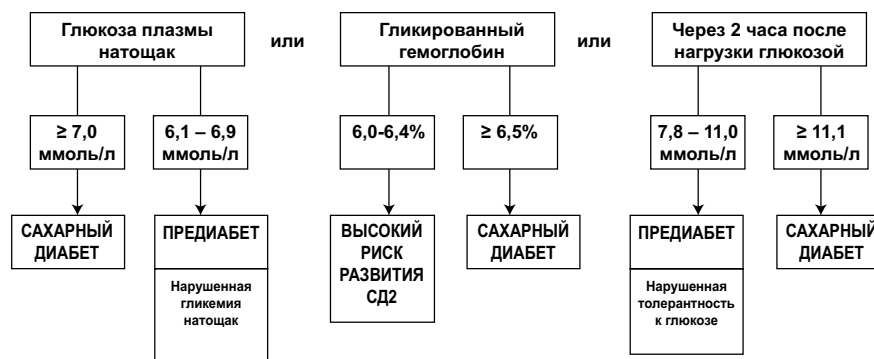 Глюкоза плазмы
натощак
или
Гликированный
гемоглобин
или
Через 2 часа после
нагрузки глюкозой
≥ 7,0
ммоль/л
6,1 – 6,9
ммоль/л
6,0-6,4%
≥ 6,5%
7,8 – 11,0
ммоль/л
≥ 11,1
ммоль/л
САХАРНЫЙ
ДИАБЕТ
ПРЕДИАБЕТ
Нарушенная
гликемия
натощак
ВЫСОКИЙ
РИСК
РАЗВИТИЯ
СД2
САХАРНЫЙ
ДИАБЕТ
ПРЕДИАБЕТ
Нарушенная
толерантность
к глюкозе
САХАРНЫЙ
ДИАБЕТ